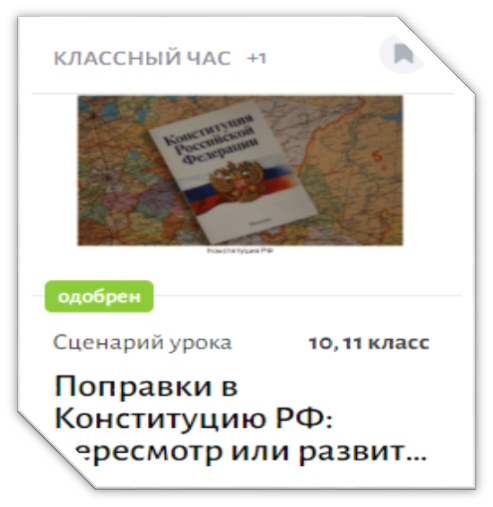 КЛАССНЫЙ ЧАС +1
Конституция
Российской
Федерации
Конституция РФ
одобрен
Сценарий урока 10, 11 класс
Поправки в
Конституцию РФ:
ересмотр или развит...